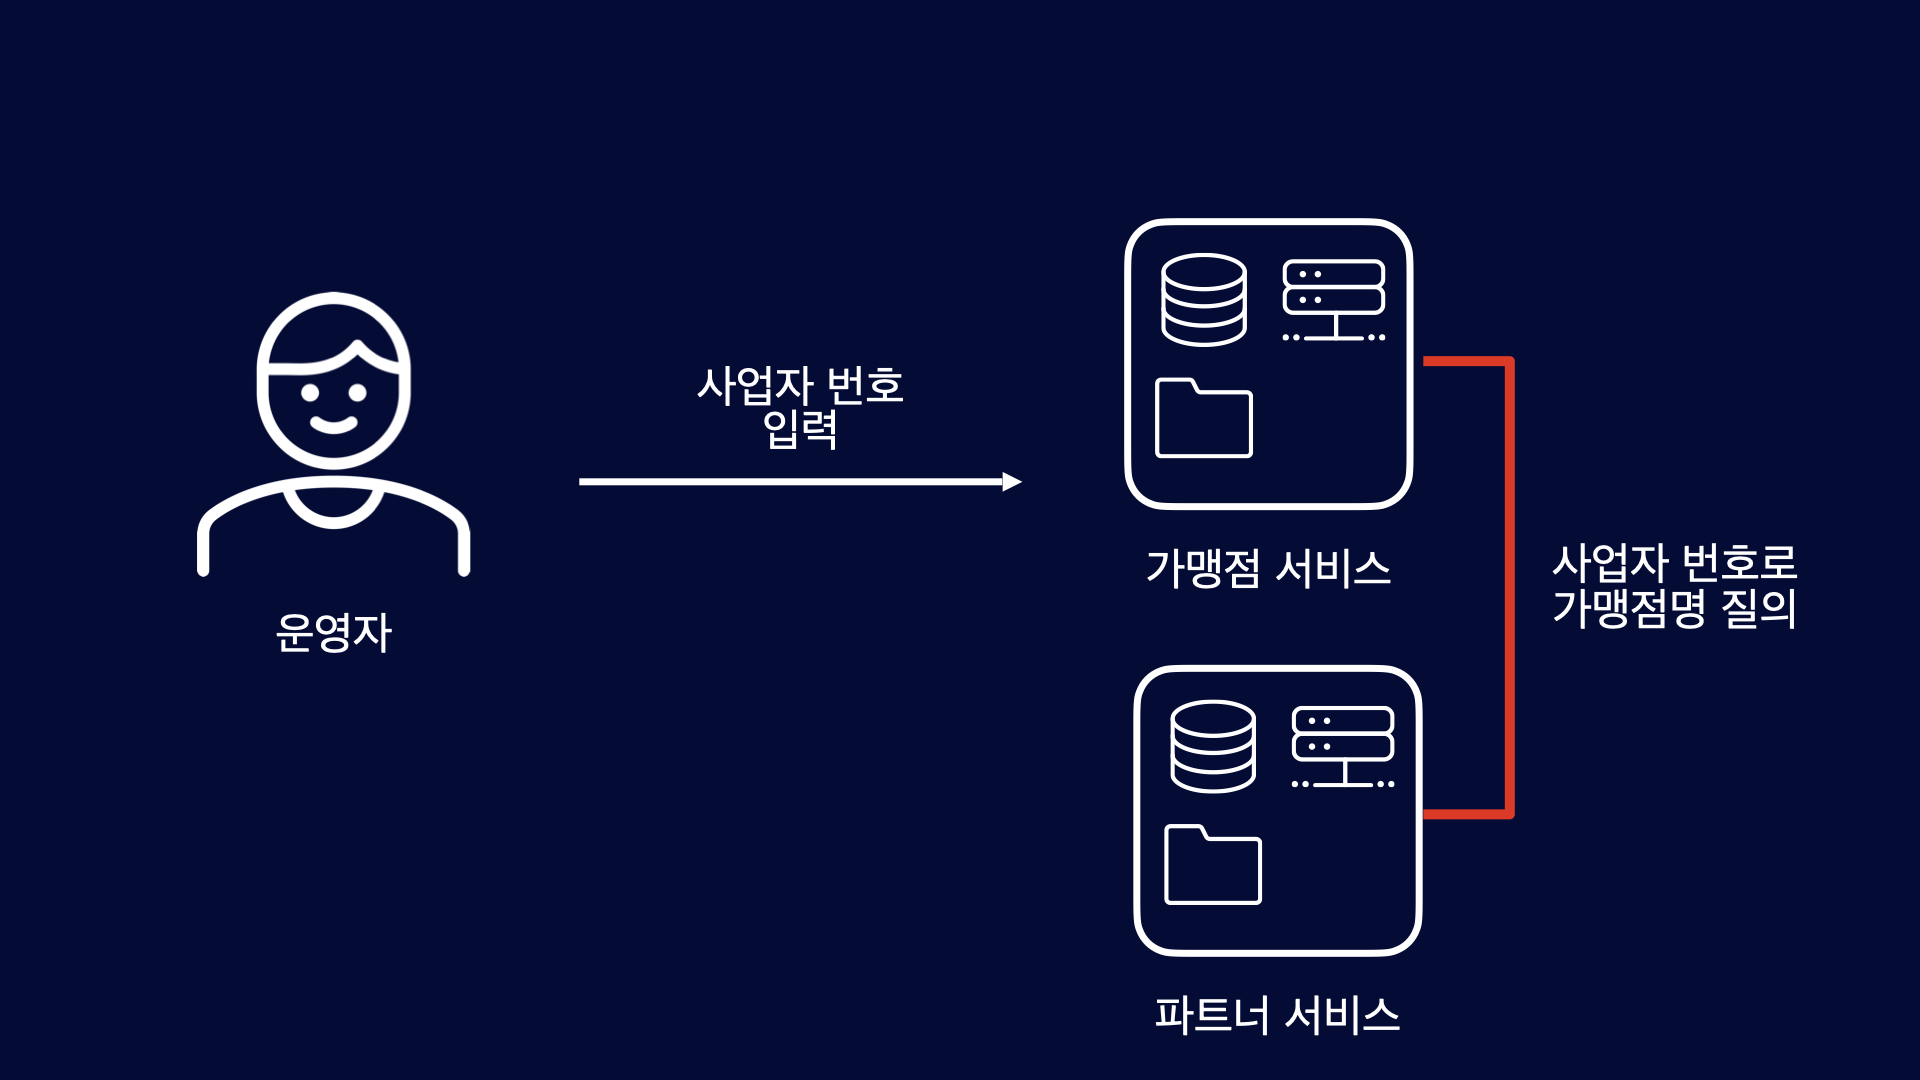 사업자 번호
입력
운영자
가맹점 서비스
사업자 번호로
가맹점명 질의
파트너 서비스